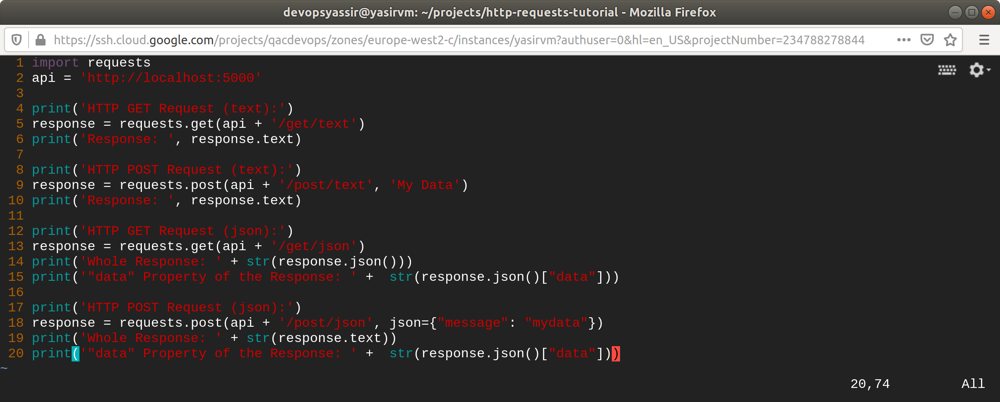 devopsyassir@yasirvm: ~/projects/http-requests-tutorial - Mozilla Firefox
https://ssh.cloud.google.com/projects/qacdevops/zones/europe-west2-c/instances/yasirvm?authuser=0&hl=en_US&projectNumber=234788278844
1 import requests
2 api = 'http://localhost:5000'
3
4 print('HTTP GET Request (text):')
5 response = requests.get(api + '/get/text')
6 print('Response: ', response.text)
7
8 print('HTTP POST Request (text):')
9 response = requests.post(api + '/post/text', 'My Data')
10 print('Response: ', response.text)
11
12 print('HTTP GET Request (json):')
13 response = requests.get(api + '/get/json')
14 print('Whole Response: ' + str(response.json()))
15 print('"data" Property of the Response: ' +  str(response.json()["data"]))
16
17 print('HTTP POST Request (json):')
18 response = requests.post(api + '/post/json', json={"message": "mydata"})
19 print('Whole Response: ' + str(response.text))
20 print('"data" Property of the Response: ' +  str(response.json()["data"]))
~
20,74 All